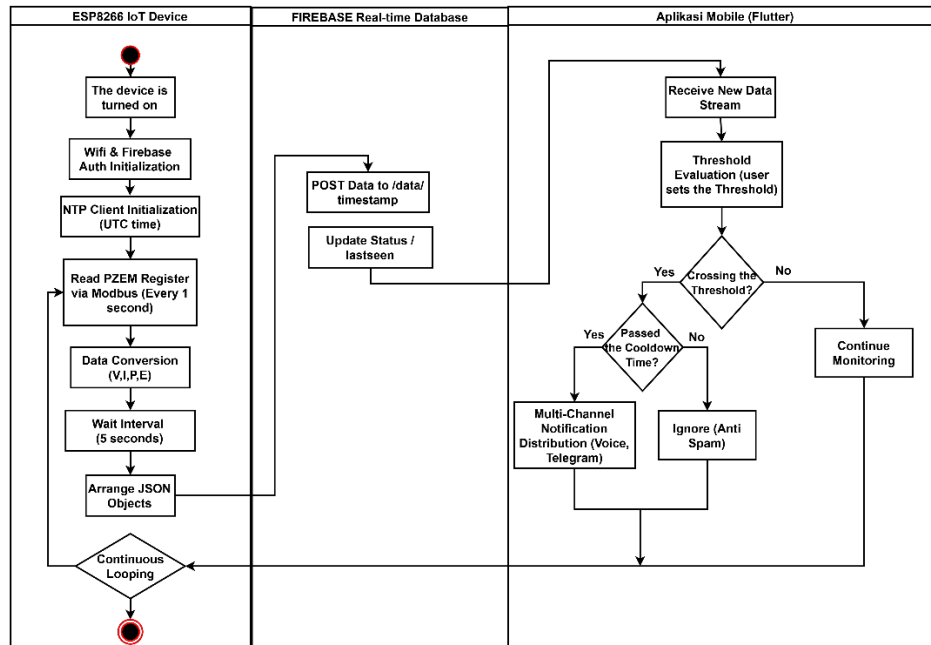 ESP8266 IoT Device
FIREBASE Real-time Database
Aplikasi Mobile (Flutter)
The device is
turned on
Wifi & Firebase
Auth Initialization
NTP Client Initialization
(UTC time)
Read PZEM Register
via Modbus (Every 1
second)
Data Conversion
(V,I,P,E)
Wait Interval
(5 seconds)
Arrange JSON
Objects
Continuous
Looping
POST Data to /data/
timestamp
Update Status /
lastseen
Receive New Data
Stream
Threshold
Evaluation (user
sets the Threshold)
Crossing the
Threshold?
Yes
No
Passed
the Cooldown
Time?
Yes
No
Multi-Channel
Notification
Distribution (Voice,
Telegram)
Ignore (Anti
Spam)
Continue
Monitoring